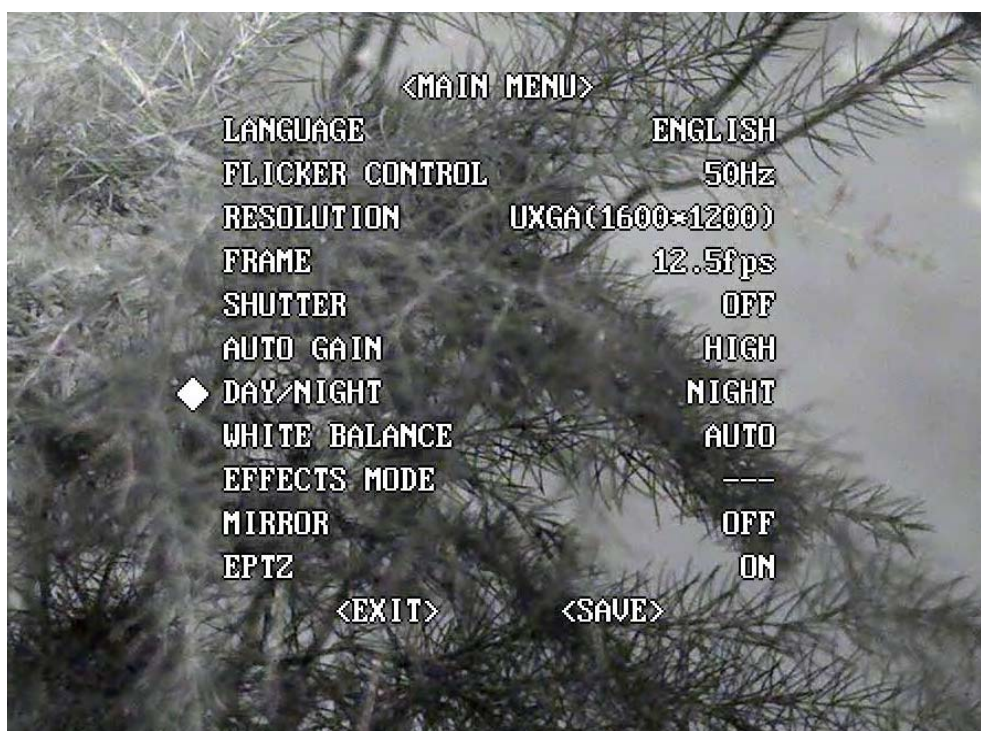 <MAIN MENU>
LANGUAGE ENGLISH
FLICKER CONTROL 50Hz
RESOLUTION UXGA(1600*1200)
FRAME 12.5fps
SHUTTER OFF
AUTO GAIN HIGH
DAY/NIGHT NIGHT
WHITE BALANCE AUTO
EFFECTS MODE ---
MIRROR OFF
EPTZ ON
<EXIT> <SAVE>